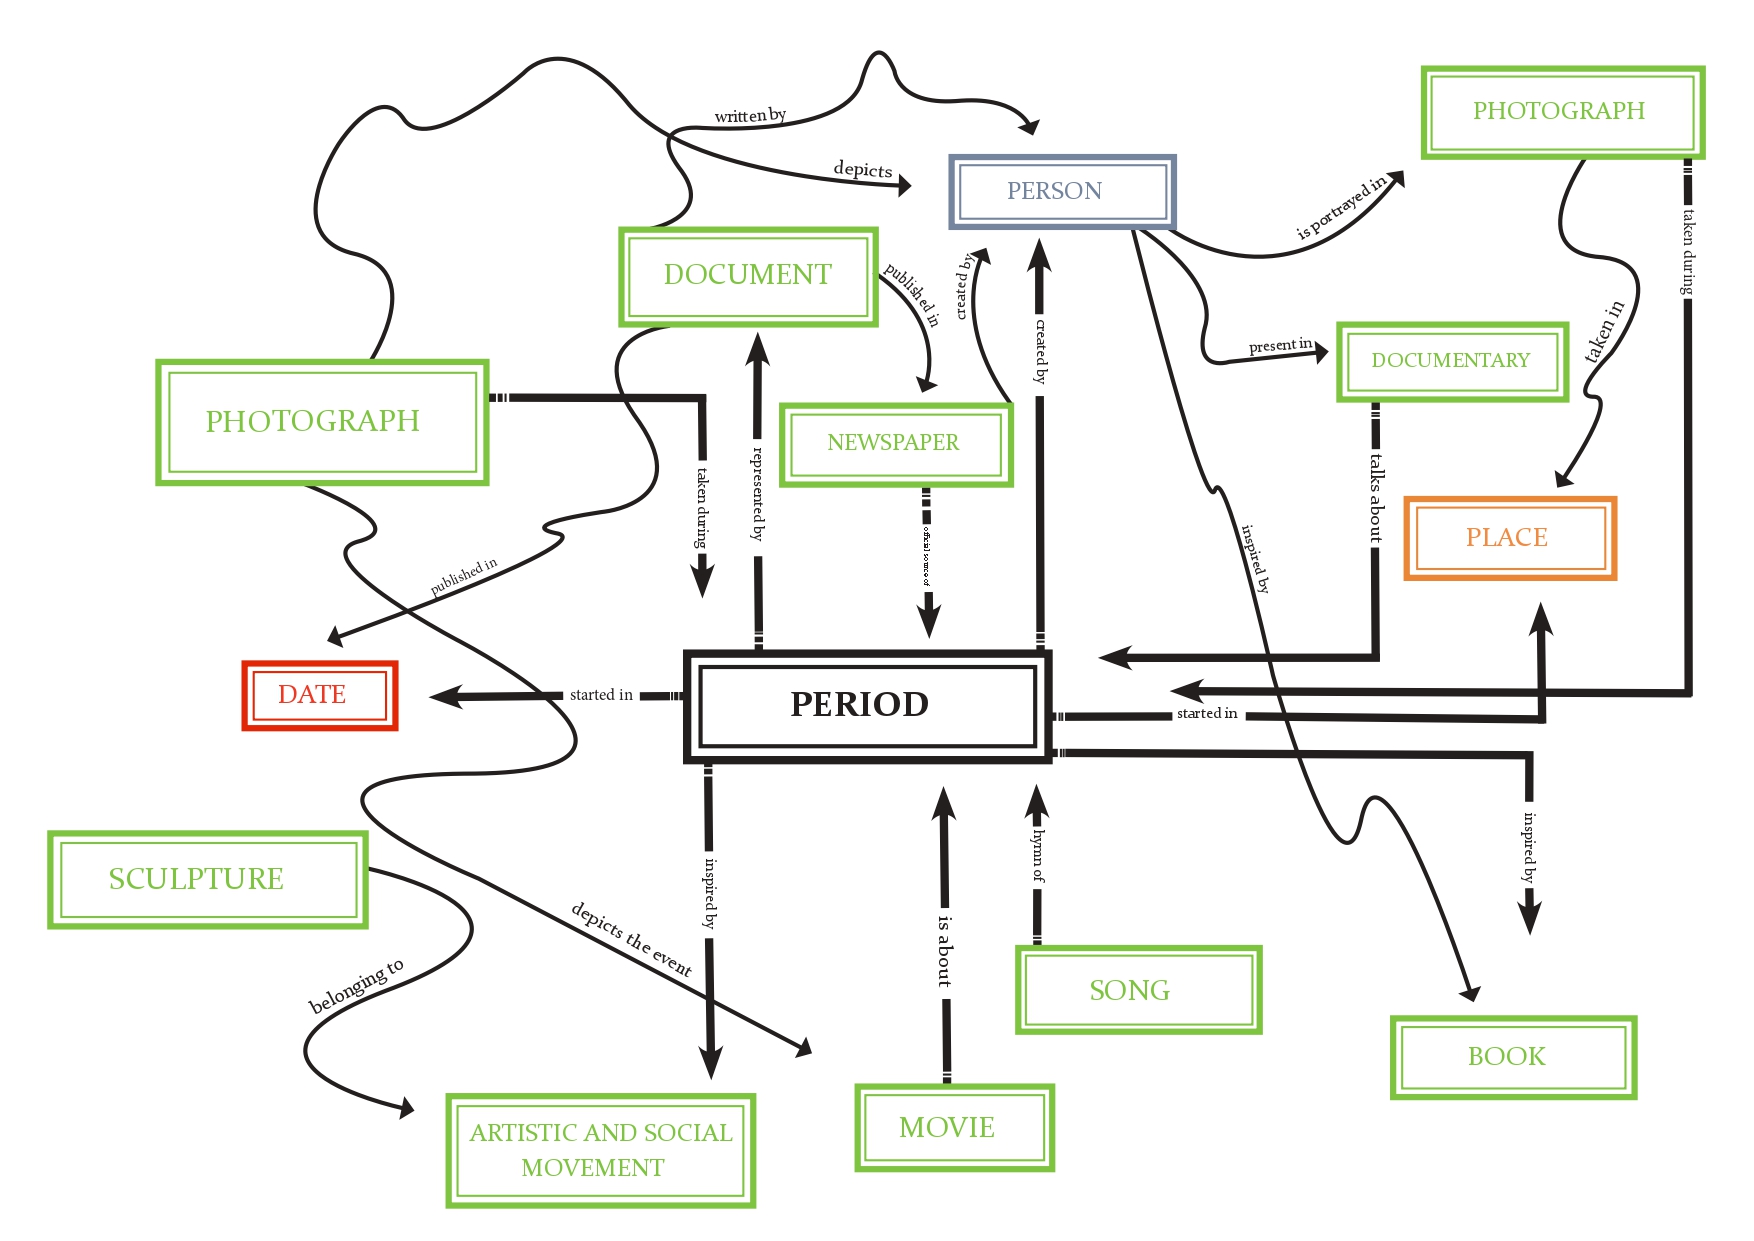 written by
PHOTOGRAPH
depicts
PERSON
is portrayed in
taken during
DOCUMENT
published in
created by
created by
present in
taken in
DOCUMENTARY
PHOTOGRAPH
NEWSPAPER
taken during
represented by
talks about
official source of
inspired by
PLACE
published in
DATE
started in
PERIOD
started in
SCULPTURE
inspired by
hymn of
inspired by
depicts the event
is about
belonging to
SONG
BOOK
ARTISTIC AND SOCIAL
MOVEMENT
MOVIE